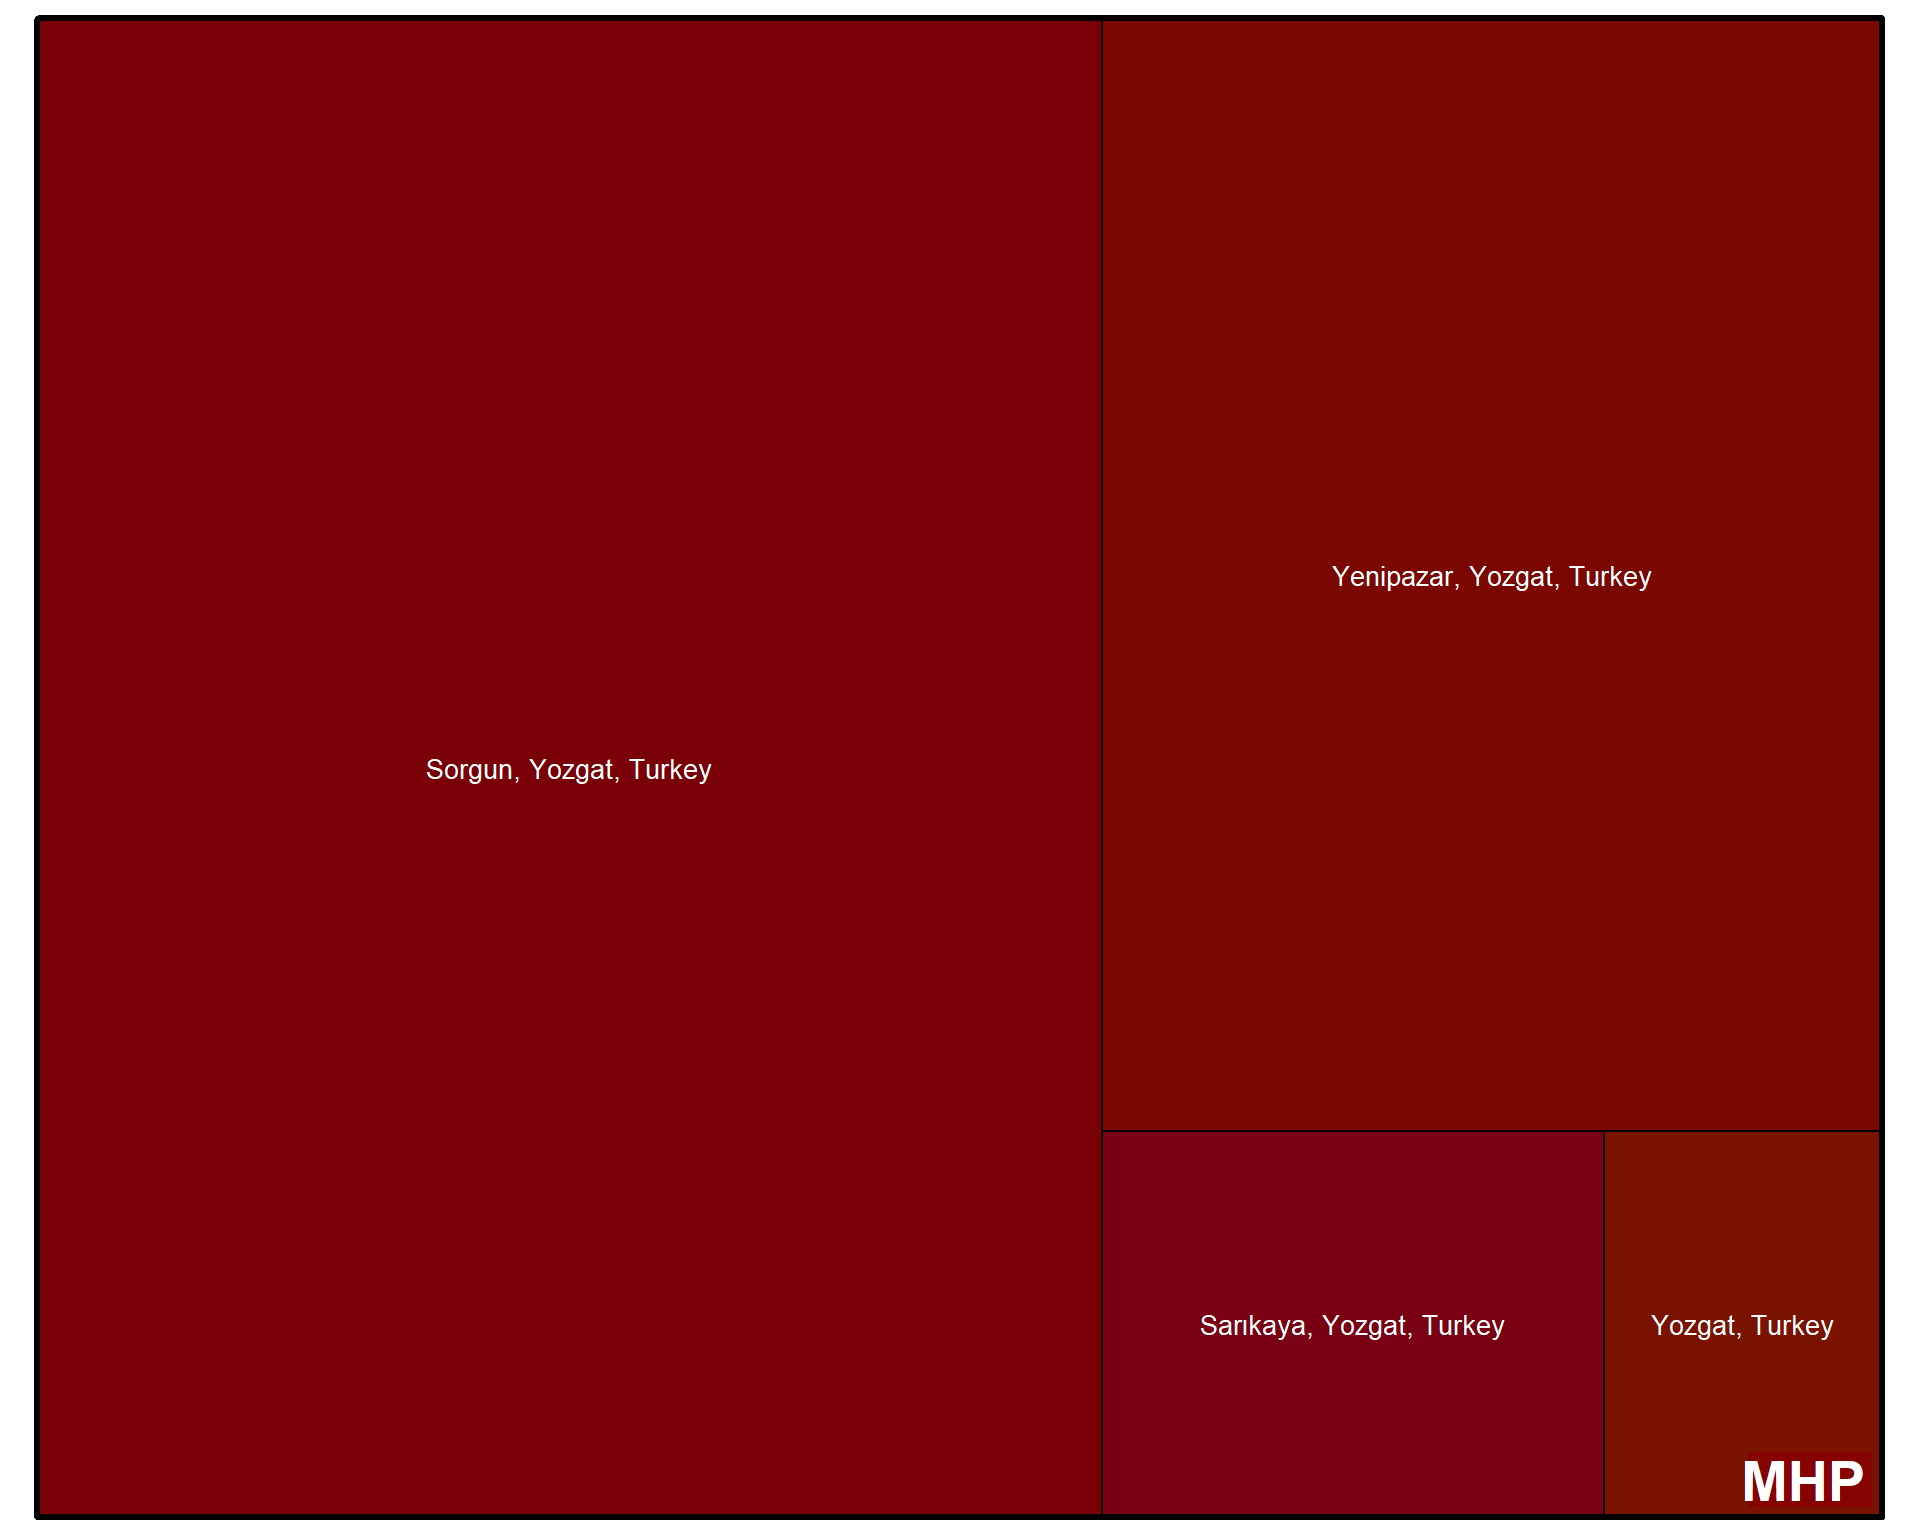 Yenipazar, Yozgat, Turkey
Sorgun, Yozgat, Turkey
Sarıkaya, Yozgat, Turkey
Yozgat, Turkey
MHP